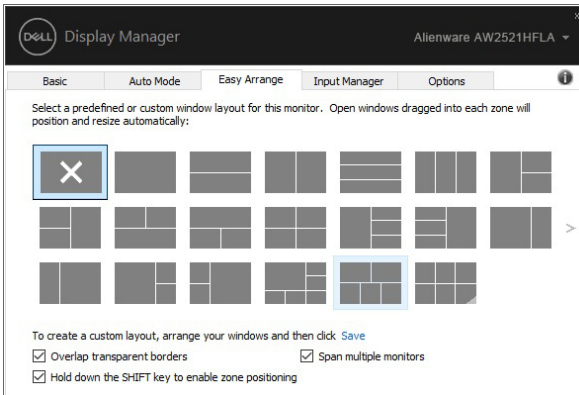 DELL Display Manager
Alienware AW2521HFLA
Basic Auto Mode Easy Arrange Input Manager Options
Select a predefined or custom window layout for this monitor. Open windows dragged into each zone will
position and resize automatically:
To create a custom layout, arrange your windows and then click Save
Overlap transparent borders Span multiple monitors
Hold down the SHIFT key to enable zone positioning